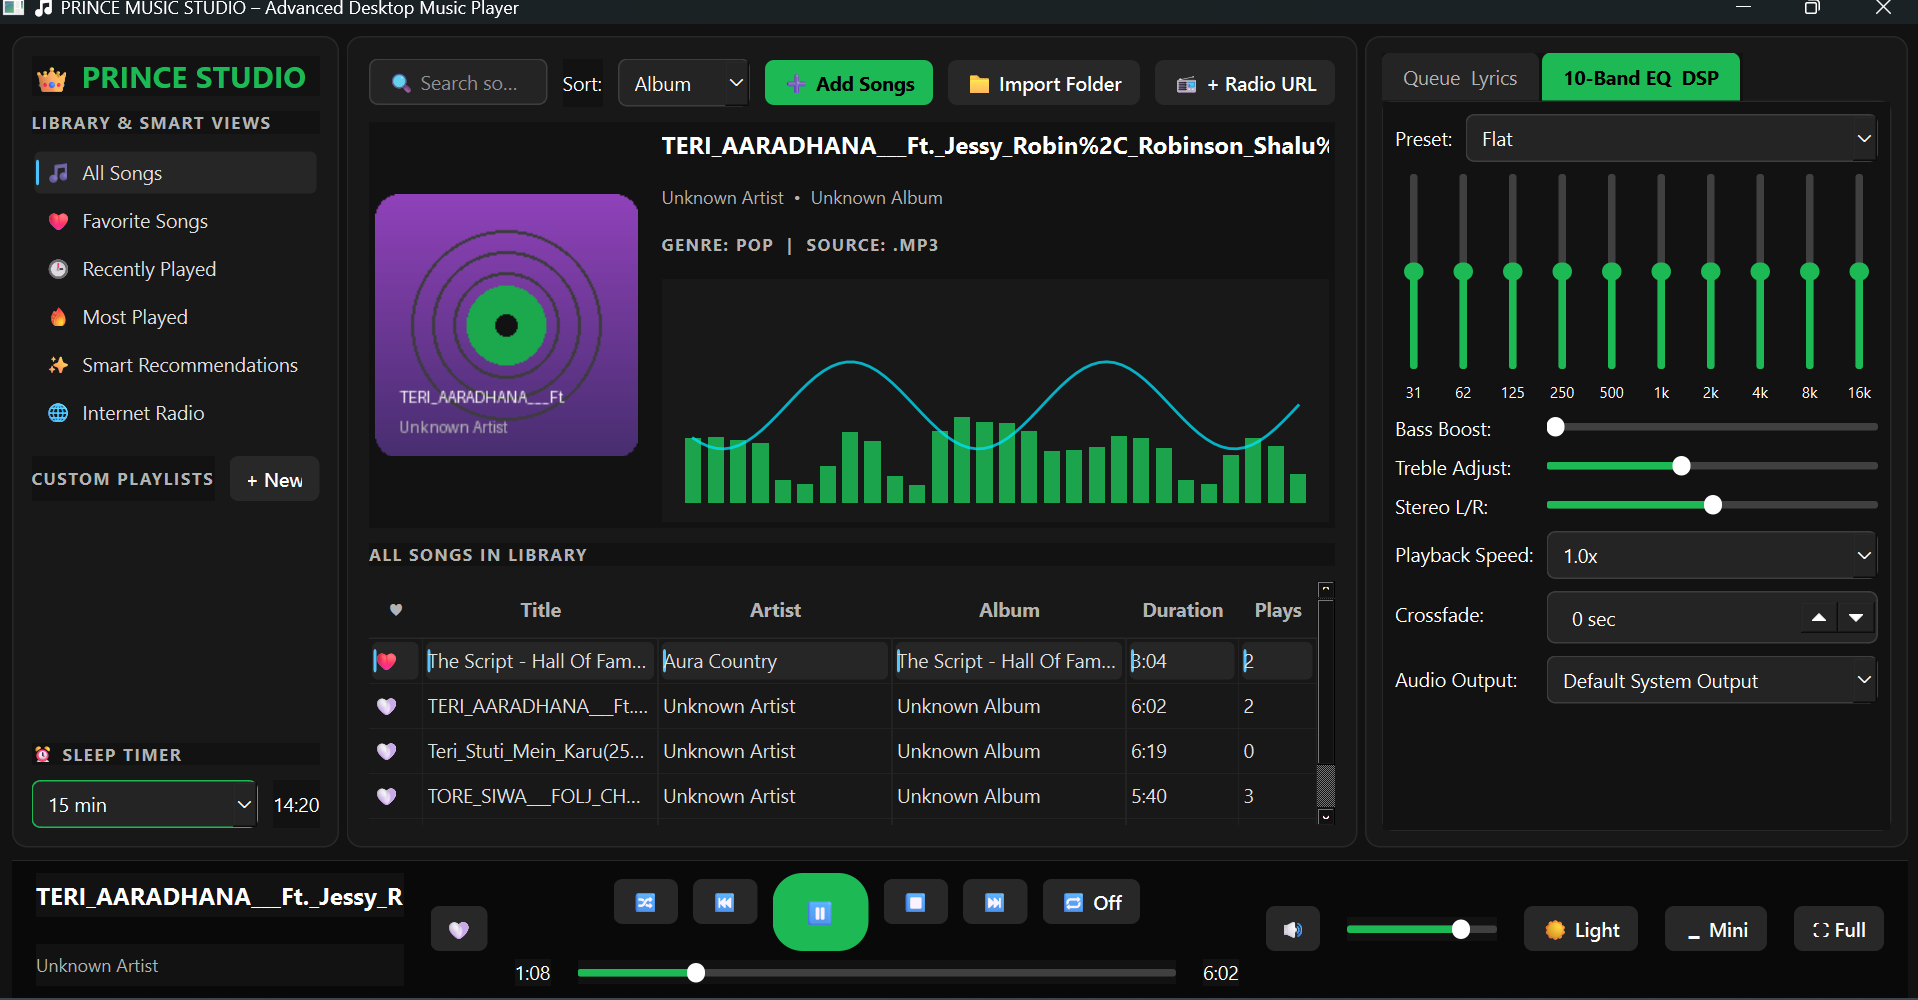 PRINCE MUSIC STUDIO – Advanced Desktop Music Player
PRINCE STUDIO
LIBRARY & SMART VIEWS
All Songs
Favorite Songs
Recently Played
Most Played
Smart Recommendations
Internet Radio
CUSTOM PLAYLISTS
+ New
SLEEP TIMER
15 min
14:20
Search so...
Sort:
Album
Add Songs
Import Folder
+ Radio URL
TERI_AARADHANA___Ft._Jessy_Robin%2C_Robinson_Shalu%
Unknown Artist • Unknown Album
GENRE: POP | SOURCE: .MP3
TERI_AARADHANA___Ft
Unknown Artist
ALL SONGS IN LIBRARY
♥ Title Artist Album Duration Plays
The Script - Hall Of Fam... Aura Country The Script - Hall Of Fam... 3:04 2
TERI_AARADHANA___Ft.... Unknown Artist Unknown Album 6:02 2
Teri_Stuti_Mein_Karu(25... Unknown Artist Unknown Album 6:19 0
TORE_SIWA___FOLJ_CH... Unknown Artist Unknown Album 5:40 3
Queue Lyrics
10-Band EQ DSP
Preset:
Flat
31 62 125 250 500 1k 2k 4k 8k 16k
Bass Boost:
Treble Adjust:
Stereo L/R:
Playback Speed:
1.0x
Crossfade:
0 sec
Audio Output:
Default System Output
TERI_AARADHANA___Ft._Jessy_R
Unknown Artist
Off
1:08
6:02
Light
Mini
Full